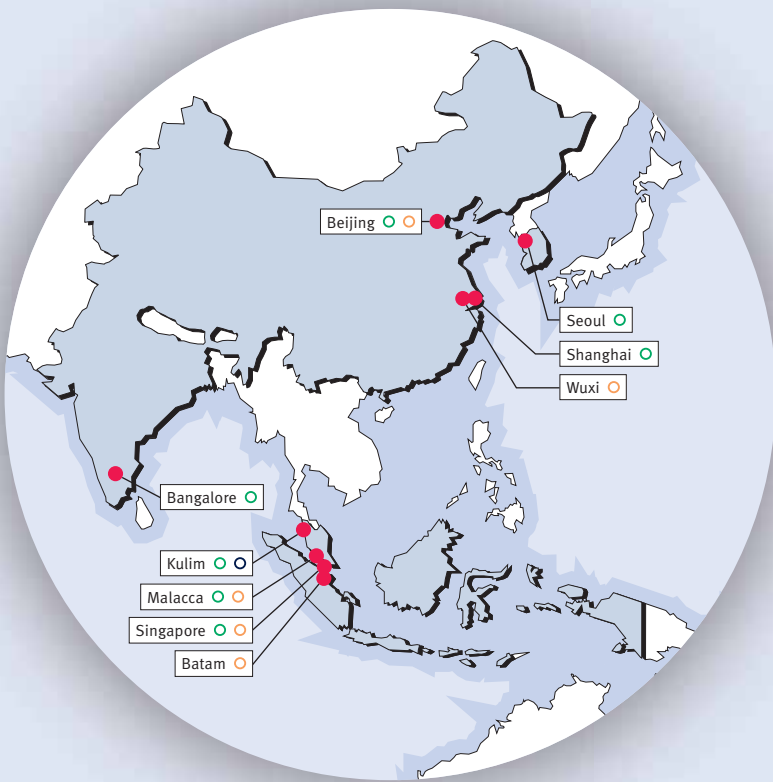 Beijing
Seoul
Shanghai
Wuxi
Bangalore
Kulim
Malacca
Singapore
Batam